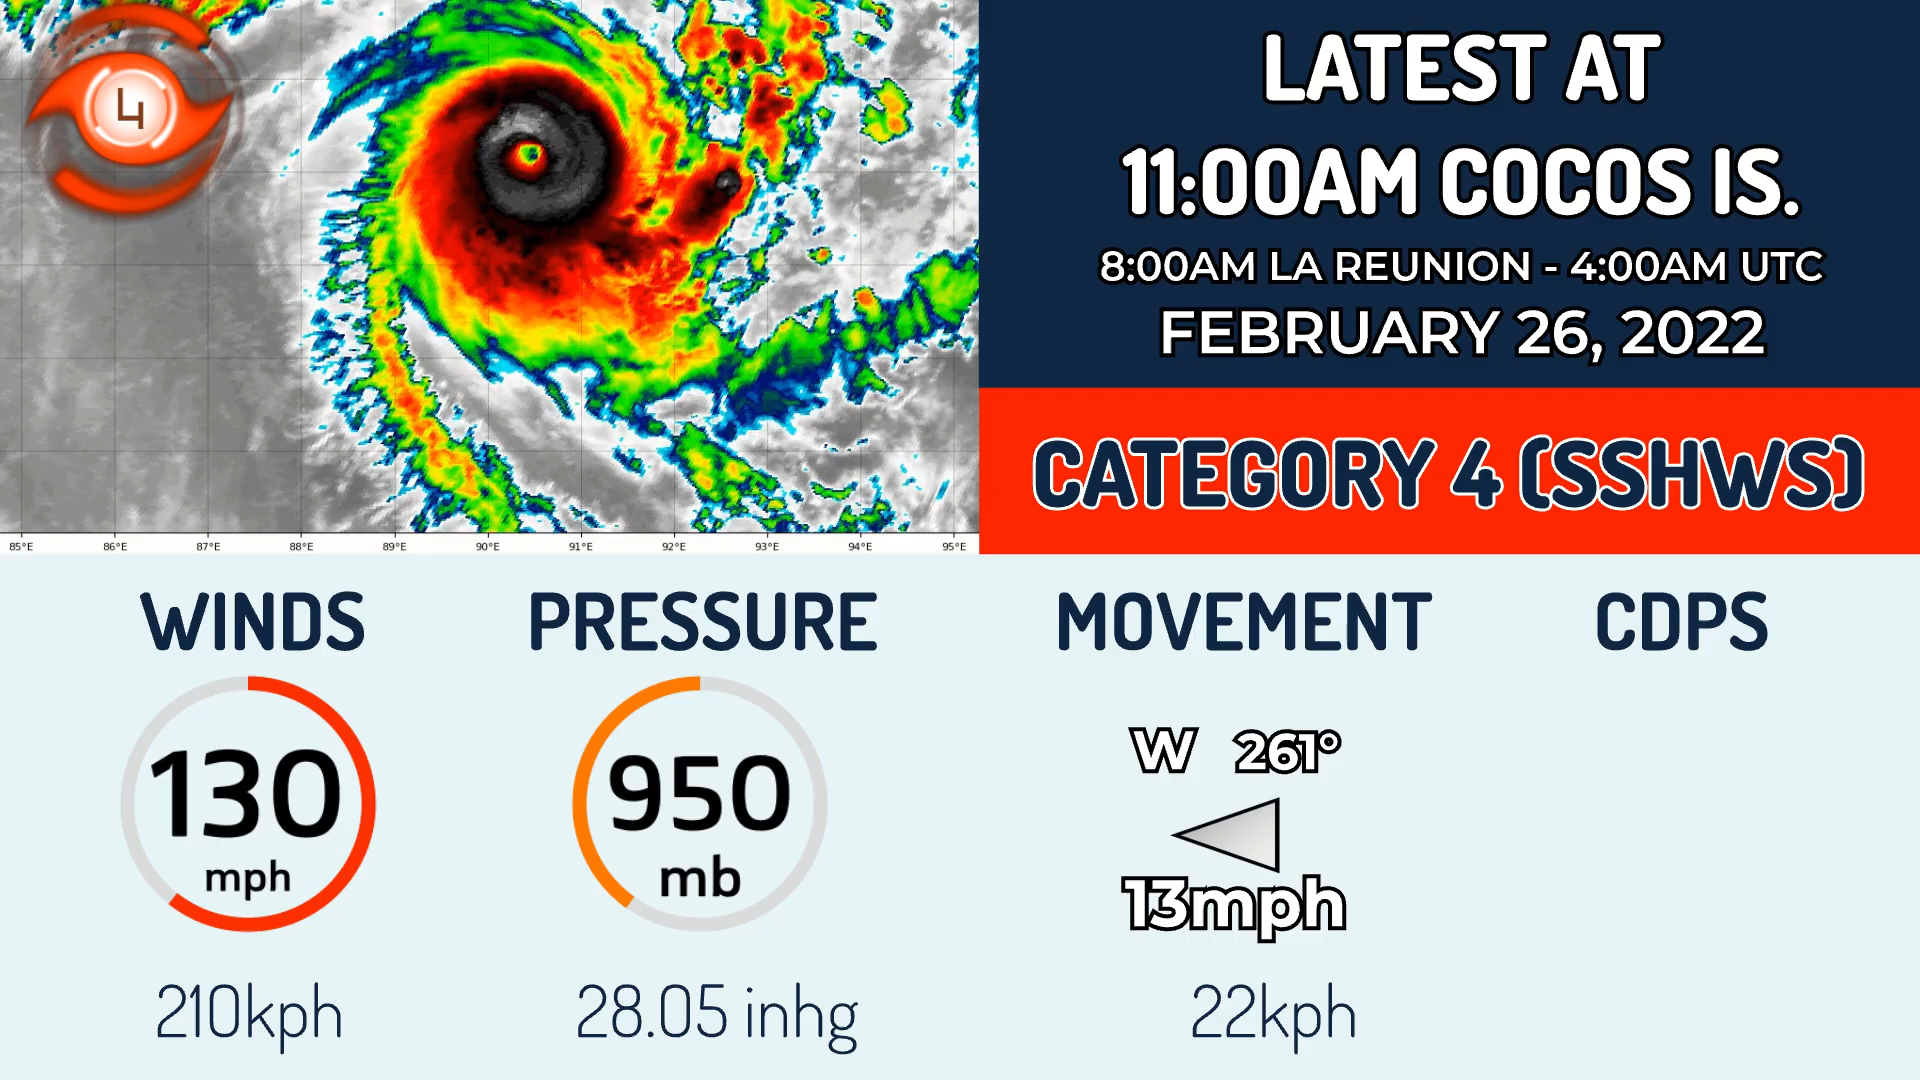 4
LATEST AT
11:00AM COCOS IS.
8:00AM LA REUNION - 4:00AM UTC
FEBRUARY 26, 2022
CATEGORY 4 (SSHWS)
85°E 86°E 87°E 88°E 89°E 90°E 91°E 92°E 93°E 94°E 95°E
WINDS PRESSURE MOVEMENT CDPS
130
mph
210kph
950
mb
28.05 inhg
W 261°
13mph
22kph